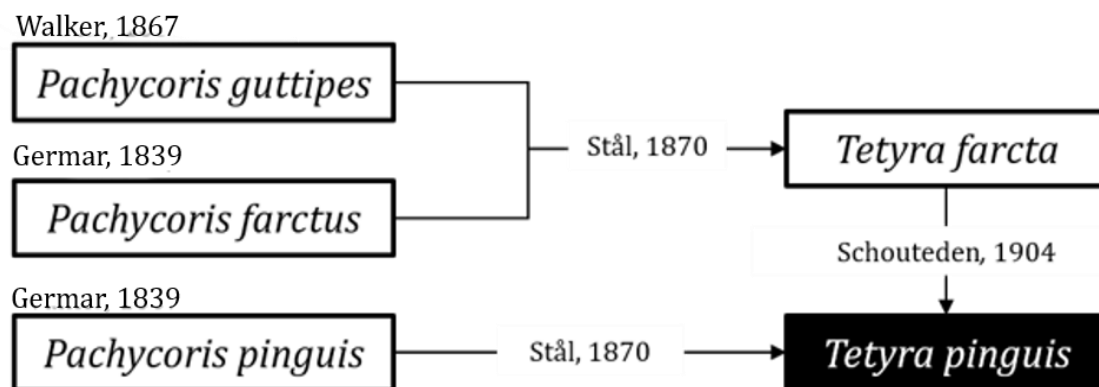 Walker, 1867
Pachycoris guttipes
Germar, 1839
Pachycoris farctus
Stål, 1870
Tetyra farcta
Schouteden, 1904
Germar, 1839
Pachycoris pinguis
Stål, 1870
Tetyra pinguis